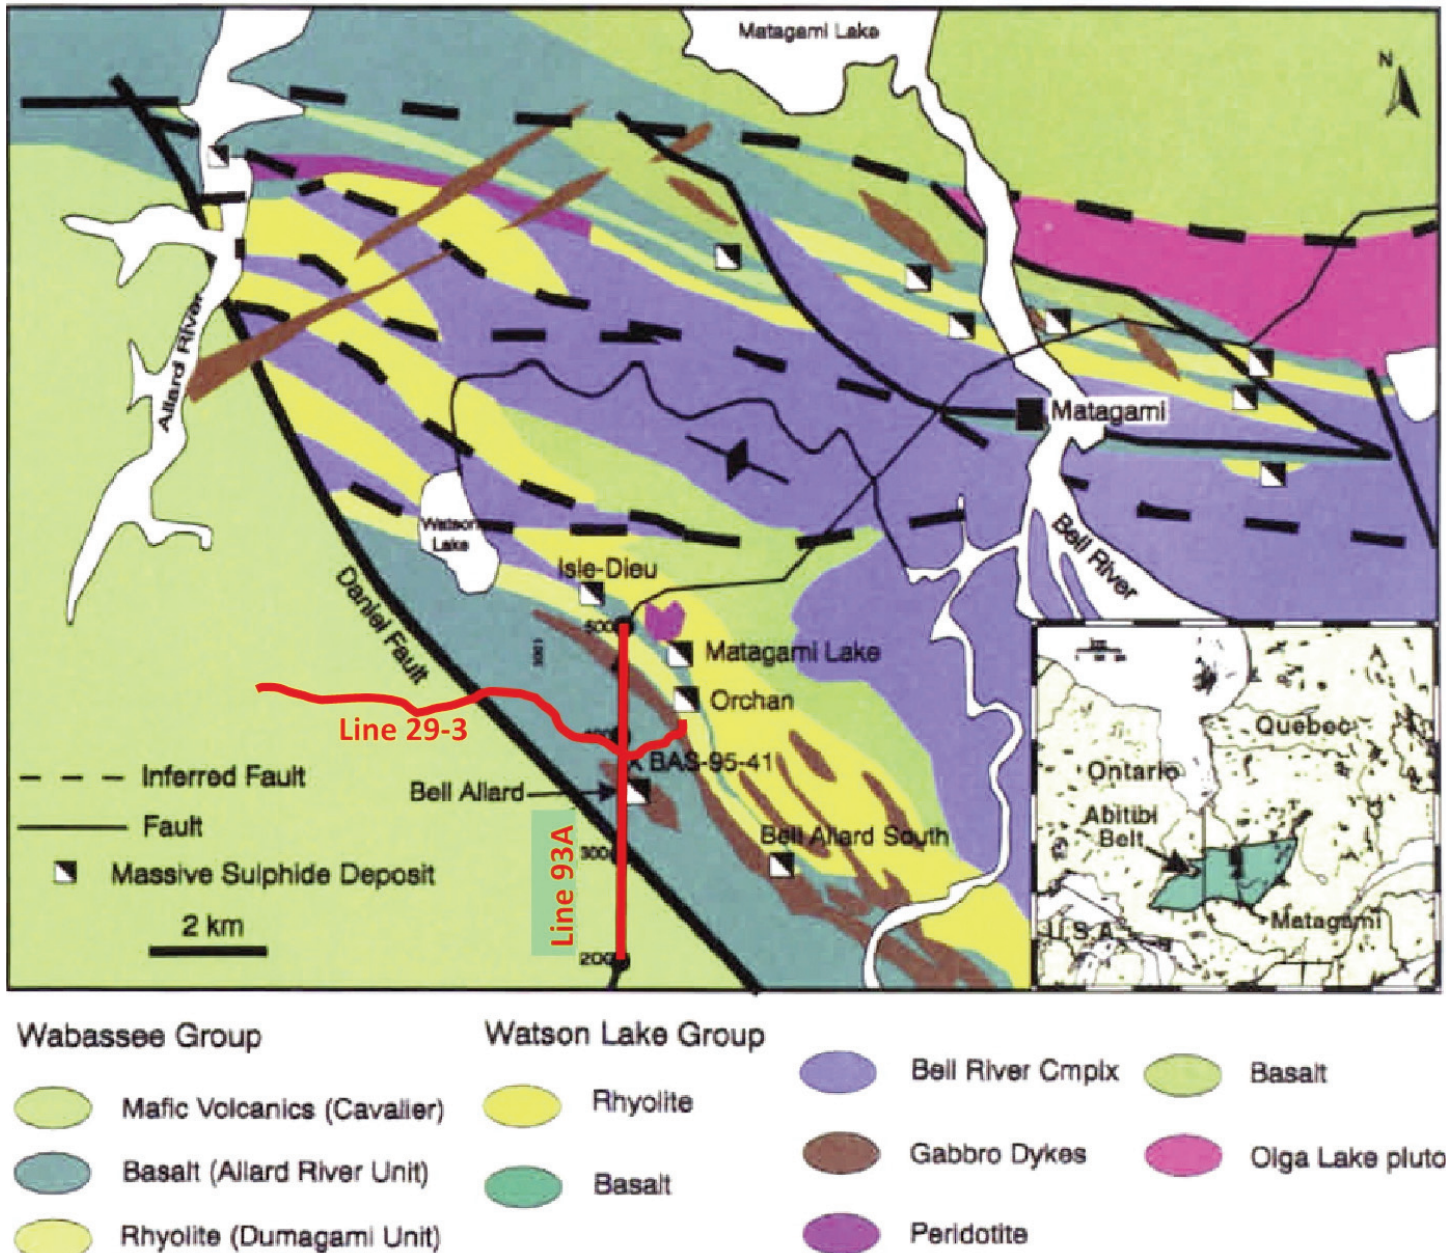 Matagami Lake
N
Allard River
Matagami
Watson
Lake
Bell River
Isle-Dieu
500
1001
Matagami Lake
Daniel Fault
Orchan
Line 29-3
BAS-95-41
Inferred Fault
Bell Allard
Fault
Line 93A
Bell Allard South
300
Massive Sulphide Deposit
2 km
200
Quebec
Ontario
Abitibi
Belt
Matagami
U.S.A
Wabassee Group
Watson Lake Group
Mafic Volcanics (Cavalier)
Rhyolite
Bell River Cmplx
Basalt
Basalt (Allard River Unit)
Basalt
Gabbro Dykes
Olga Lake pluto
Rhyolite (Dumagami Unit)
Peridotite